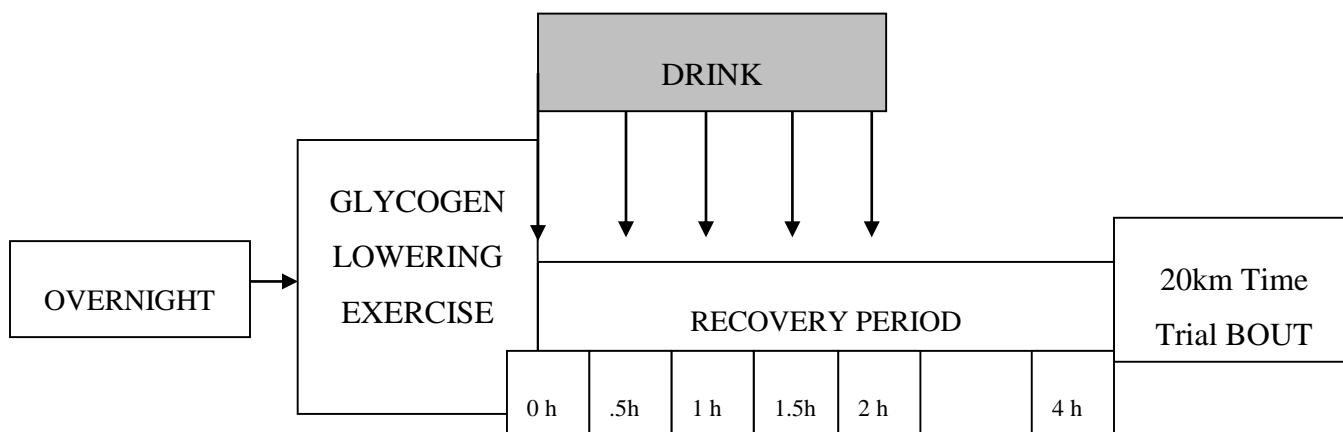 DRINK
GLYCOGEN
LOWERING
EXERCISE
OVERNIGHT
RECOVERY PERIOD
20km Time
Trial BOUT
0 h .5h 1 h 1.5h 2 h 4 h